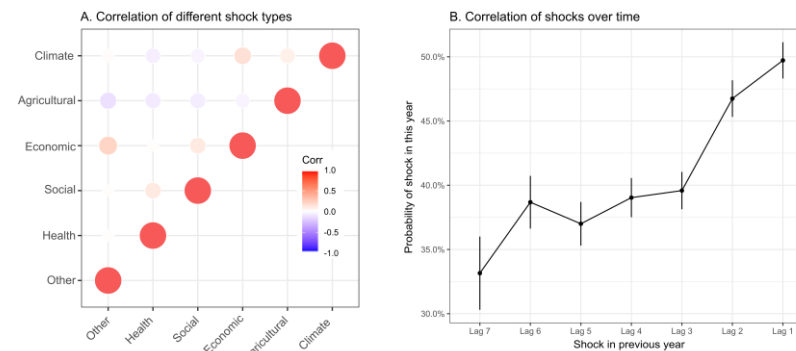 A. Correlation of different shock types
Climate
Agricultural
Economic
Social
Health
Other
Corr
1.0
0.5
0.0
-0.5
-1.0
Other
Health
Social
Economic
Climate
B. Correlation of shocks over time
Probability of shock in this year
50.0%
45.0%
40.0%
35.0%
30.0%
Lag 7
Lag 6
Lag 5
Lag 4
Lag 3
Lag 2
Lag 1
Shock in previous year